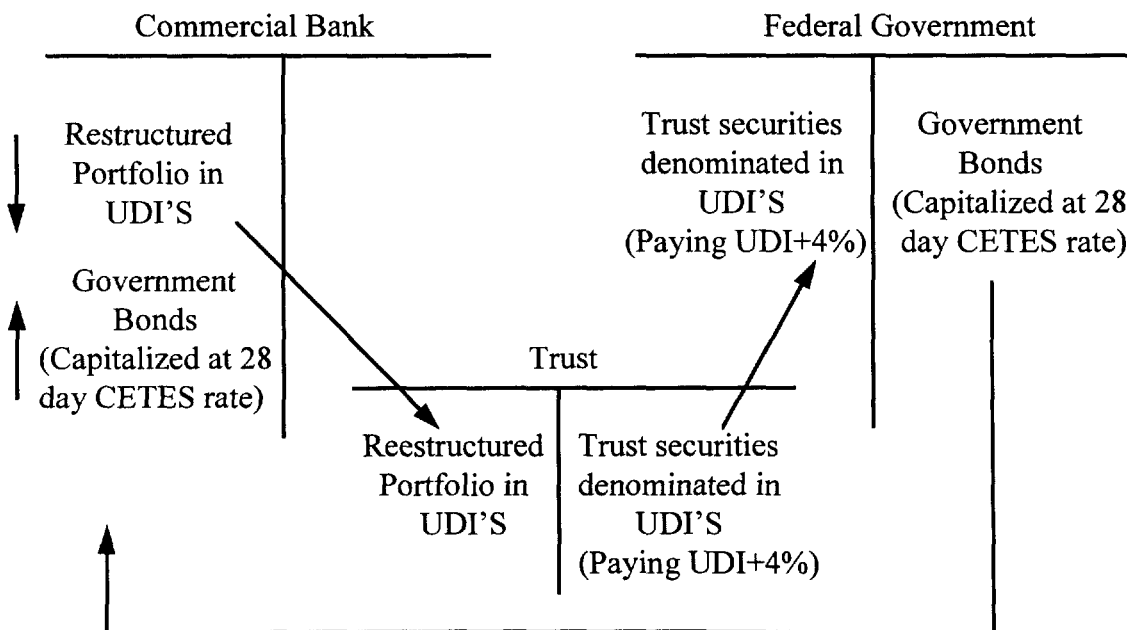 Commercial Bank
Restructured
Portfolio in
UDI'S
Government
Bonds
(Capitalized at 28
day CETES rate)
Federal Government
Trust securities
denominated in
UDI'S
(Paying UDI+4%)
Government
Bonds
(Capitalized at 28
day CETES rate)
Trust
Reestructured
Portfolio in
UDI'S
Trust securities
denominated in
UDI'S
(Paying UDI+4%)